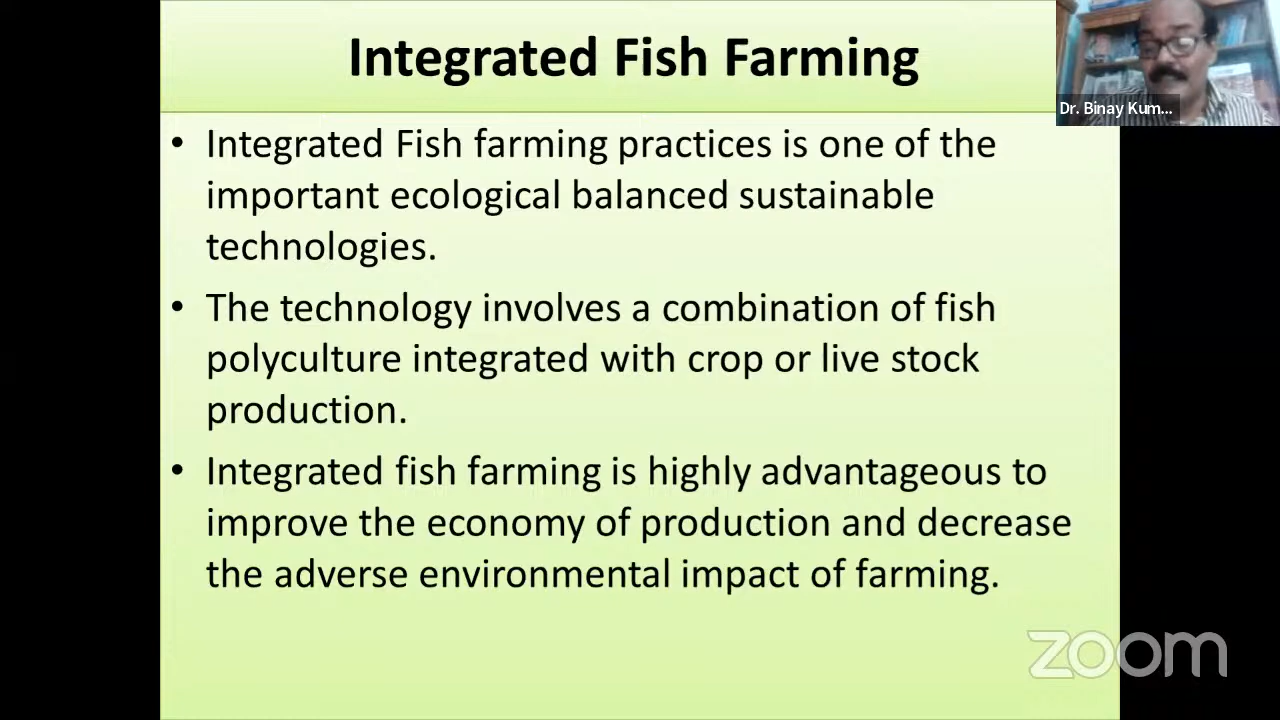 Integrated Fish Farming
Dr. Binay Kum...
• Integrated Fish farming practices is one of the
important ecological balanced sustainable
technologies.
• The technology involves a combination of fish
polyculture integrated with crop or live stock
production.
• Integrated fish farming is highly advantageous to
improve the economy of production and decrease
the adverse environmental impact of farming.
zoom